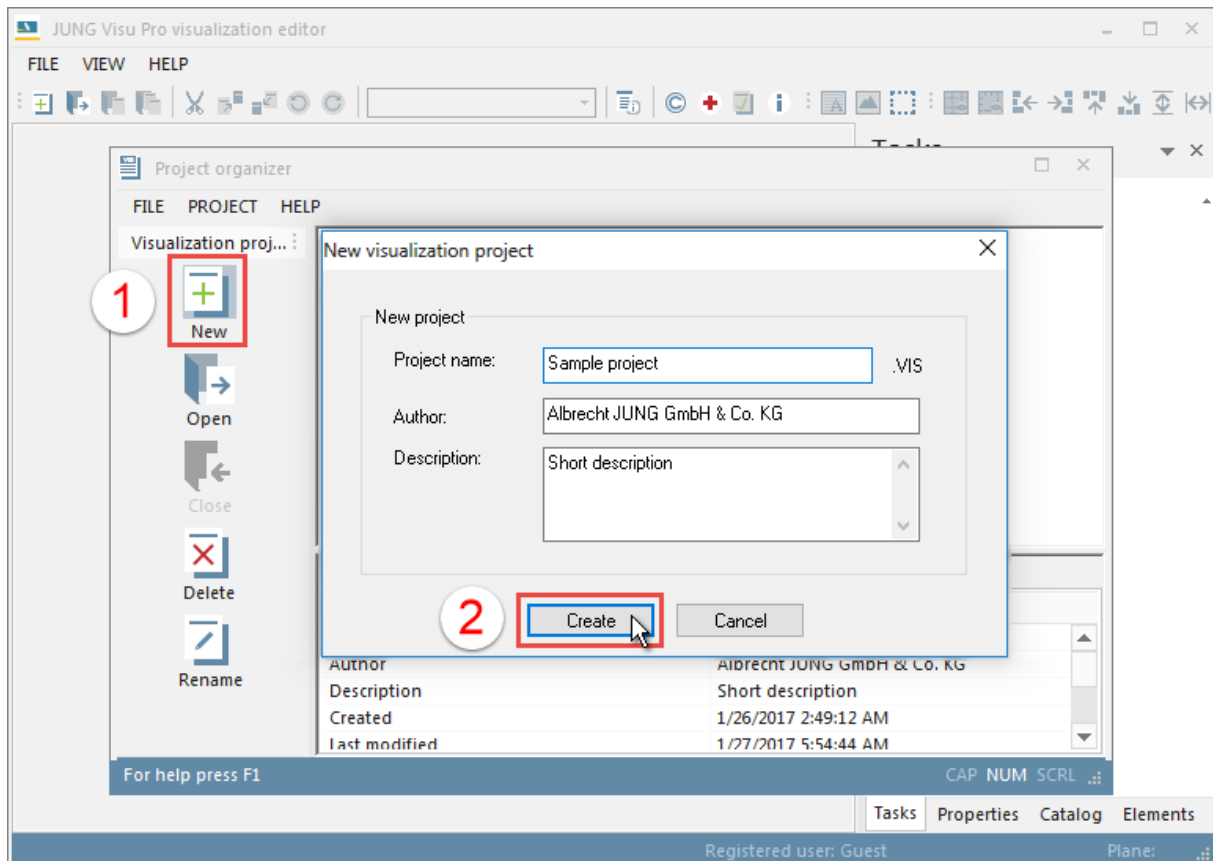 JUNG Visu Pro visualization editor
FILE VIEW HELP
Tasks
Project organizer
FILE PROJECT HELP
Visualization proj...
New visualization project
1
New
New project
Project name: Sample project .VIS
Open
Author: Albrecht JUNG GmbH & Co. KG
Description: Short description
Close
Delete
2
Create Cancel
Author Albrecht JUNG GmbH & Co. KG
Rename
Description Short description
Created 1/26/2017 2:49:12 AM
Last modified 1/27/2017 5:54:44 AM
For help press F1 CAP NUM SCRL
Tasks Properties Catalog Elements
Registered user: Guest Plane: